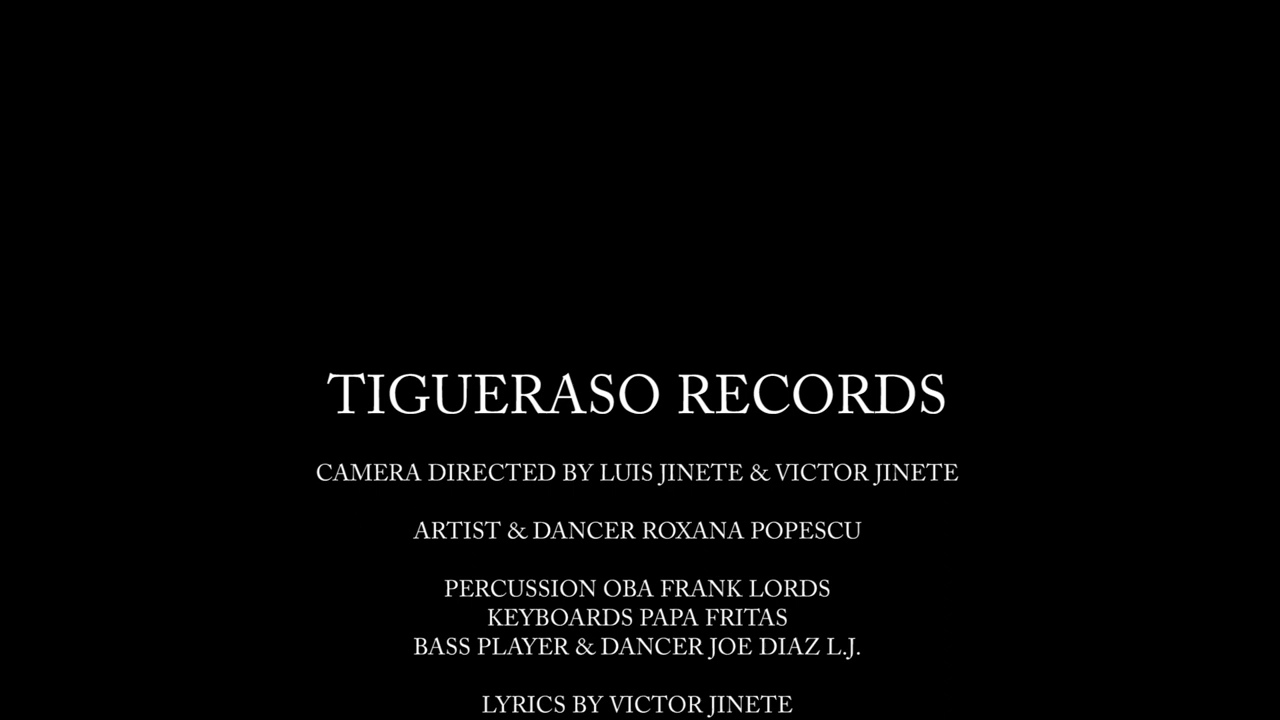 TIGUERASO RECORDS
CAMERA DIRECTED BY LUIS JINETE & VICTOR JINETE
ARTIST & DANCER ROXANA POPESCU
PERCUSSION OBA FRANK LORDS
KEYBOARDS PAPA FRITAS
BASS PLAYER & DANCER JOE DIAZ L.J.
LYRICS BY VICTOR JINETE